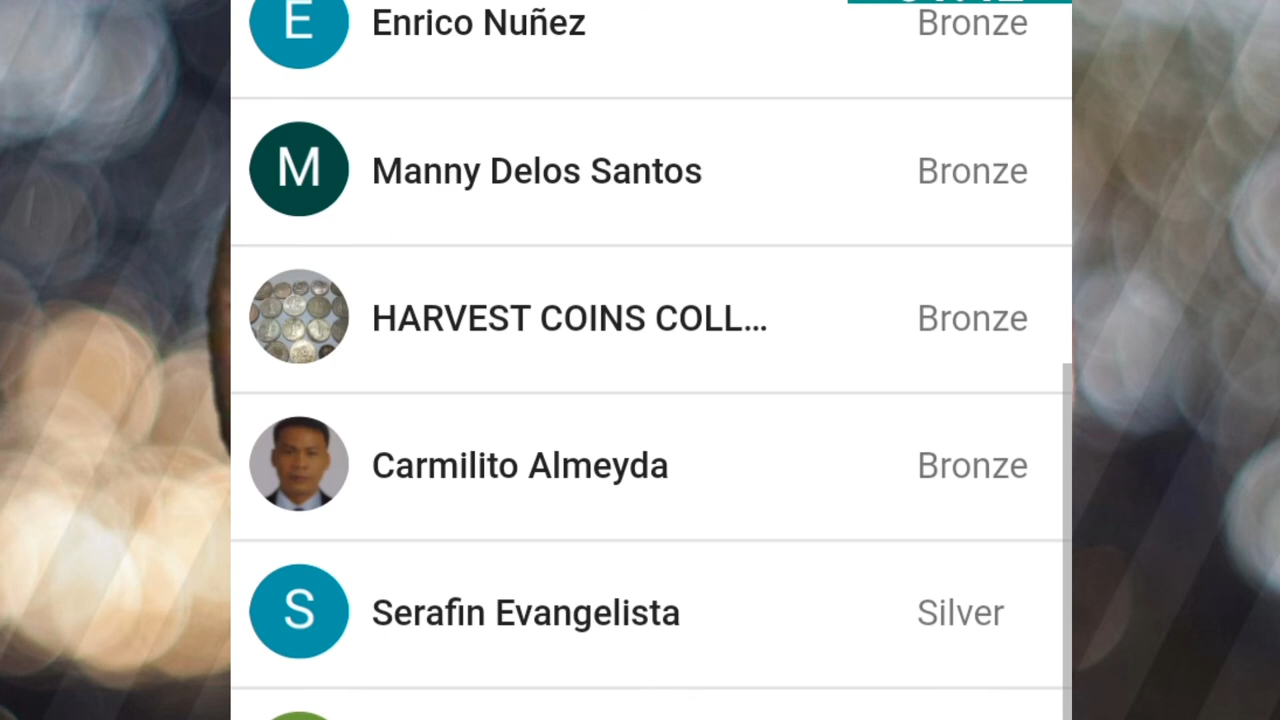 E
Enrico Nuñez
Bronze
M
Manny Delos Santos
Bronze
HARVEST COINS COLL...
Bronze
Carmilito Almeyda
Bronze
S
Serafin Evangelista
Silver